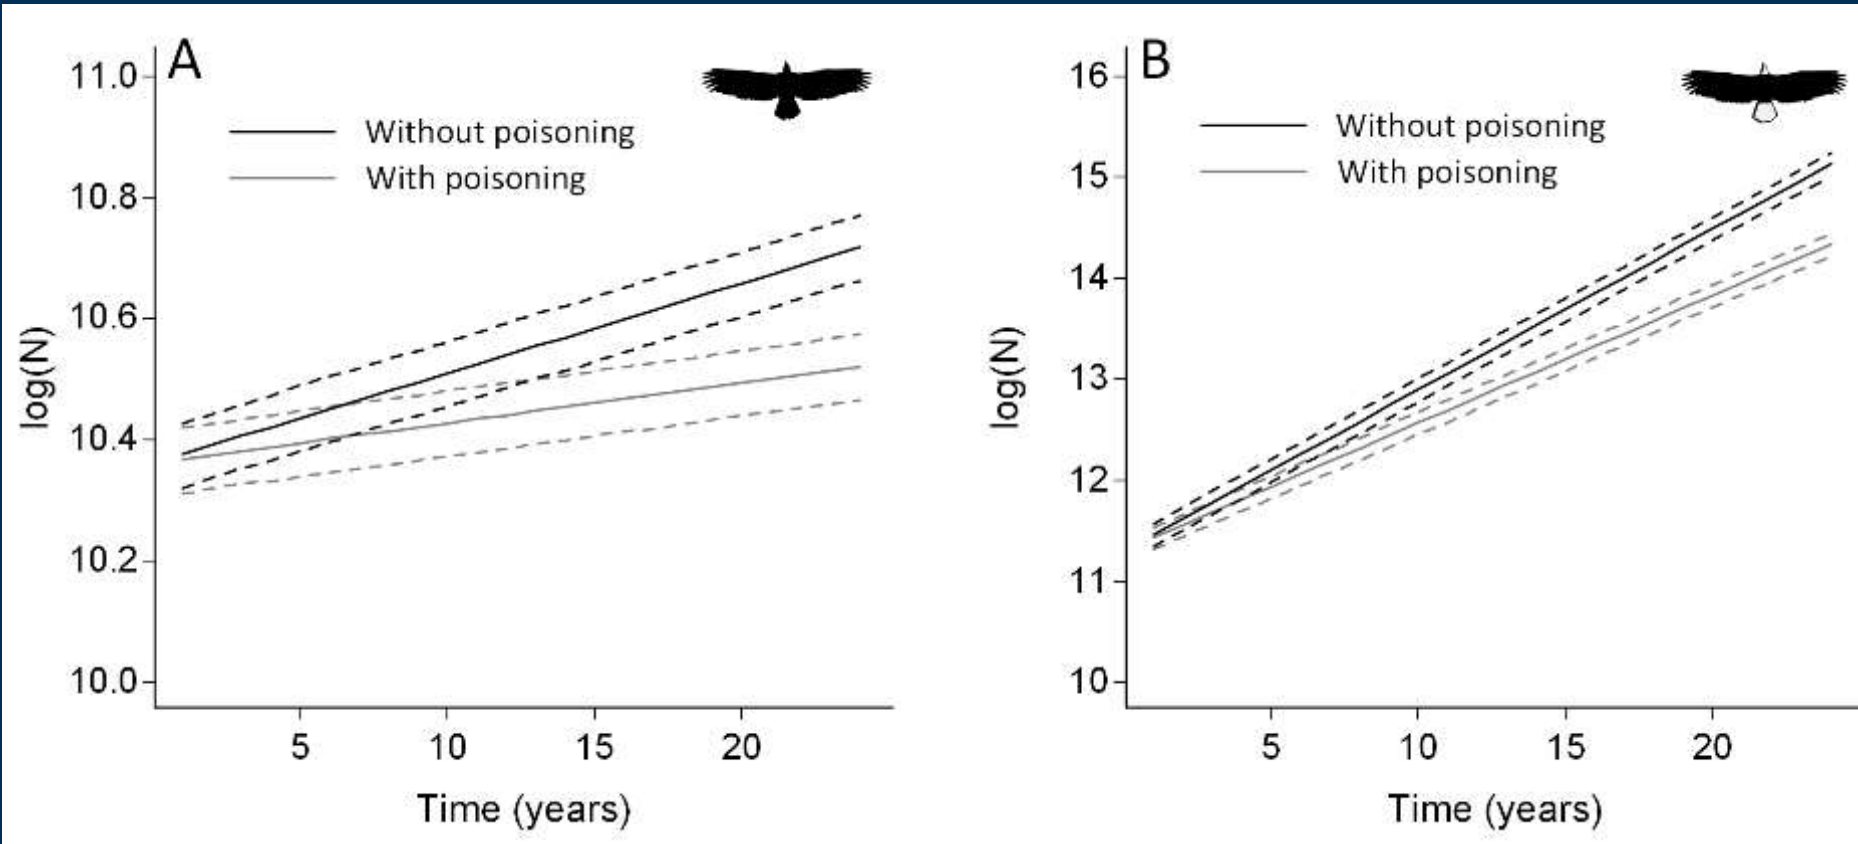 A
11.0
10.8
10.6
10.4
10.2
10.0
log(N)
Without poisoning
With poisoning
5 10 15 20
Time (years)
B
16
15
14
13
12
11
10
log(N)
Without poisoning
With poisoning
5 10 15 20
Time (years)